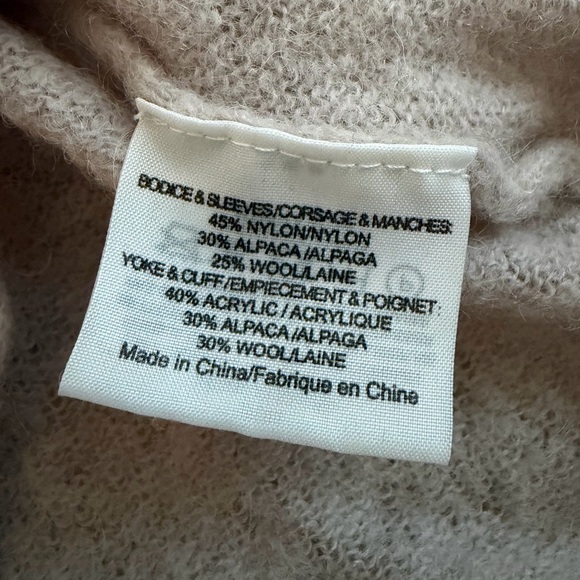 BODICE & SLEEVES/CORSAGE & MANCHES:
45% NYLON/NYLON
30% ALPACA/ALPAGA
25% WOOL/LAINE
YOKE & CUFF/EMPIECEMENT & POIGNET:
40% ACRYLIC / ACRYLIQUE
30% ALPACA/ALPAGA
30% WOOL/LAINE
Made in China/Fabrique en Chine